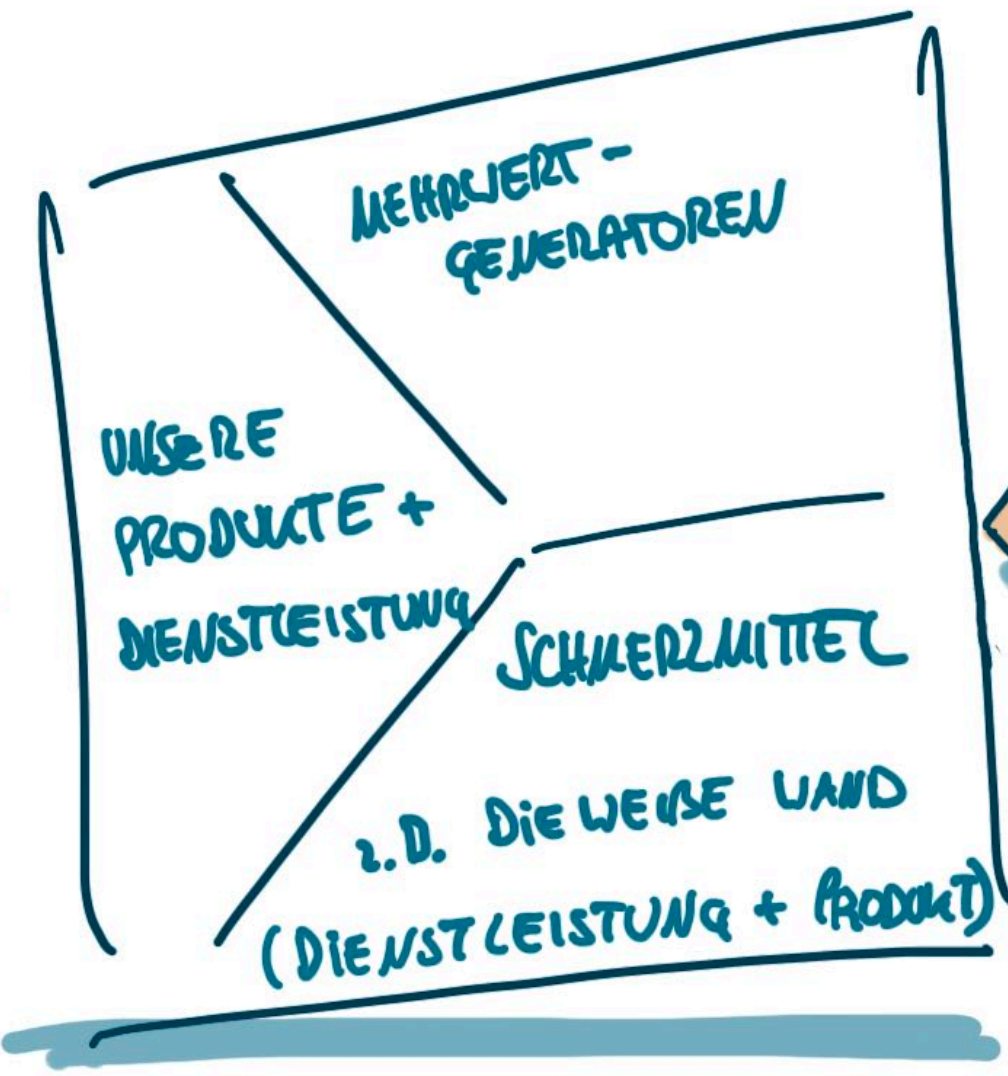 MEHRWERT-
GENERATOREN
UNSERE
PRODUKTE +
DIENSTLEISTUNG
SCHMERZMITTEL
z.B. DIE WEIßE WAND
(DIENSTLEISTUNG + PRODUKT)